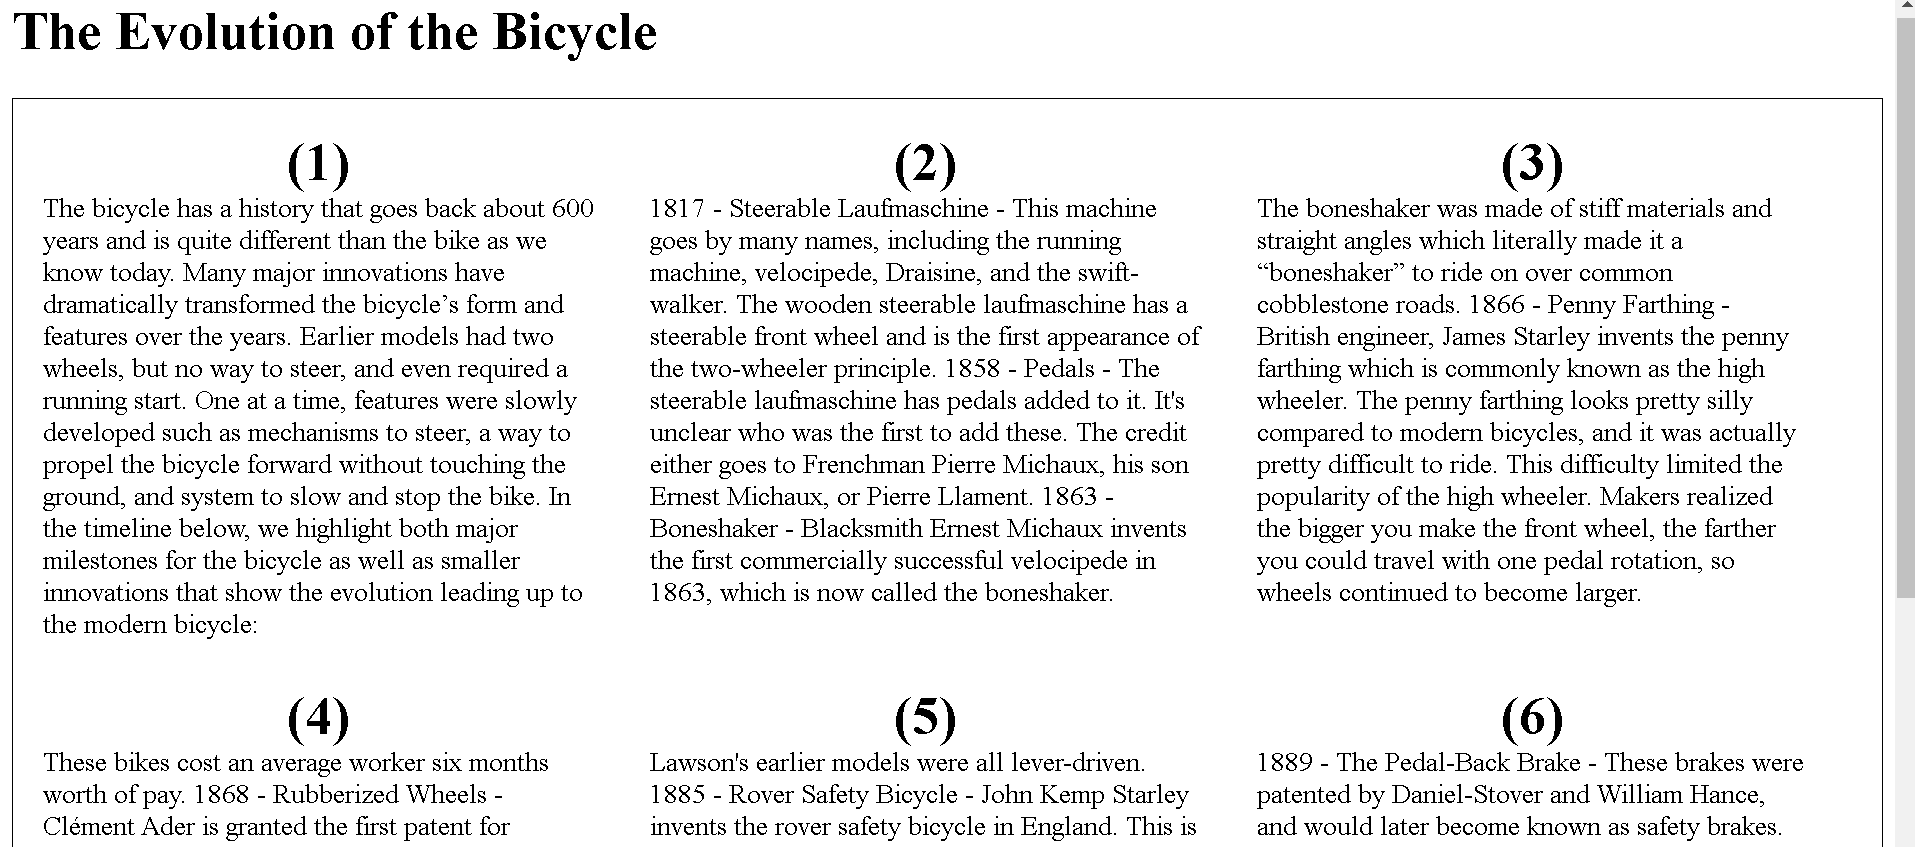 The Evolution of the Bicycle
(1)
The bicycle has a history that goes back about 600
years and is quite different than the bike as we
know today. Many major innovations have
dramatically transformed the bicycle’s form and
features over the years. Earlier models had two
wheels, but no way to steer, and even required a
running start. One at a time, features were slowly
developed such as mechanisms to steer, a way to
propel the bicycle forward without touching the
ground, and system to slow and stop the bike. In
the timeline below, we highlight both major
milestones for the bicycle as well as smaller
innovations that show the evolution leading up to
the modern bicycle:
(2)
1817 - Steerable Laufmaschine - This machine
goes by many names, including the running
machine, velocipede, Draisine, and the swift-
walker. The wooden steerable laufmaschine has a
steerable front wheel and is the first appearance of
the two-wheeler principle. 1858 - Pedals - The
steerable laufmaschine has pedals added to it. It's
unclear who was the first to add these. The credit
either goes to Frenchman Pierre Michaux, his son
Ernest Michaux, or Pierre Llament. 1863 -
Boneshaker - Blacksmith Ernest Michaux invents
the first commercially successful velocipede in
1863, which is now called the boneshaker.
(3)
The boneshaker was made of stiff materials and
straight angles which literally made it a
“boneshaker” to ride on over common
cobblestone roads. 1866 - Penny Farthing -
British engineer, James Starley invents the penny
farthing which is commonly known as the high
wheeler. The penny farthing looks pretty silly
compared to modern bicycles, and it was actually
pretty difficult to ride. This difficulty limited the
popularity of the high wheeler. Makers realized
the bigger you make the front wheel, the farther
you could travel with one pedal rotation, so
wheels continued to become larger.
(4)
These bikes cost an average worker six months
worth of pay. 1868 - Rubberized Wheels -
Clément Ader is granted the first patent for
(5)
Lawson's earlier models were all lever-driven.
1885 - Rover Safety Bicycle - John Kemp Starley
invents the rover safety bicycle in England. This is
(6)
1889 - The Pedal-Back Brake - These brakes were
patented by Daniel-Stover and William Hance,
and would later become known as safety brakes.